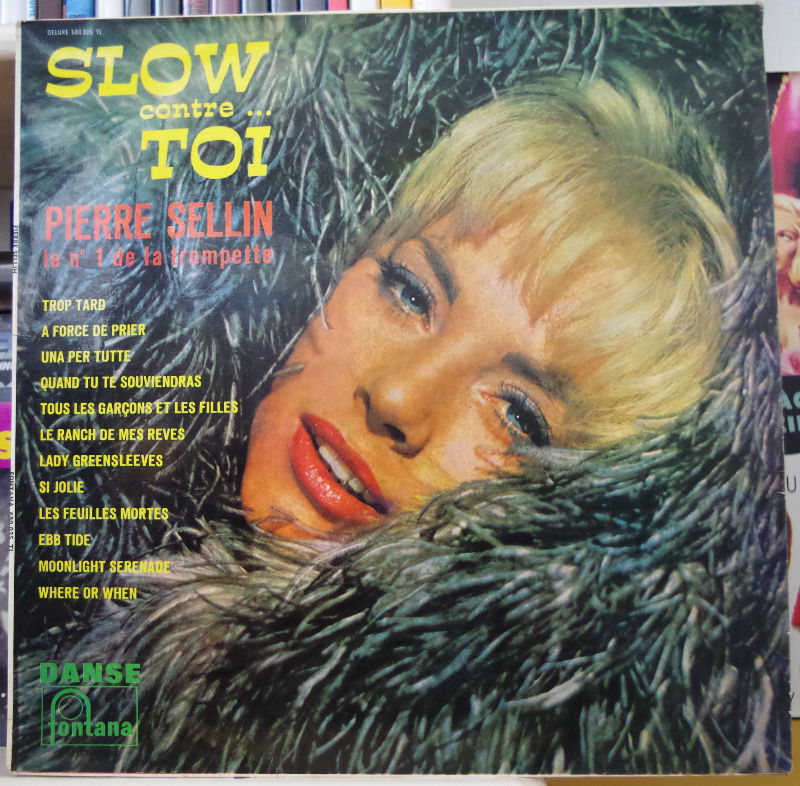 DELUXE 680.025 TL
SLOW
contre ...
TOI
PIERRE SELLIN
le n° 1 de la trompette
TROP TARD
A FORCE DE PRIER
UNA PER TUTTE
QUAND TU TE SOUVIENDRAS
TOUS LES GARÇONS ET LES FILLES
LE RANCH DE MES REVES
LADY GREENSLEEVES
SI JOLIE
LES FEUILLES MORTES
EBB TIDE
MOONLIGHT SERENADE
WHERE OR WHEN
DANSE
fontana
PIERRE SELLIN